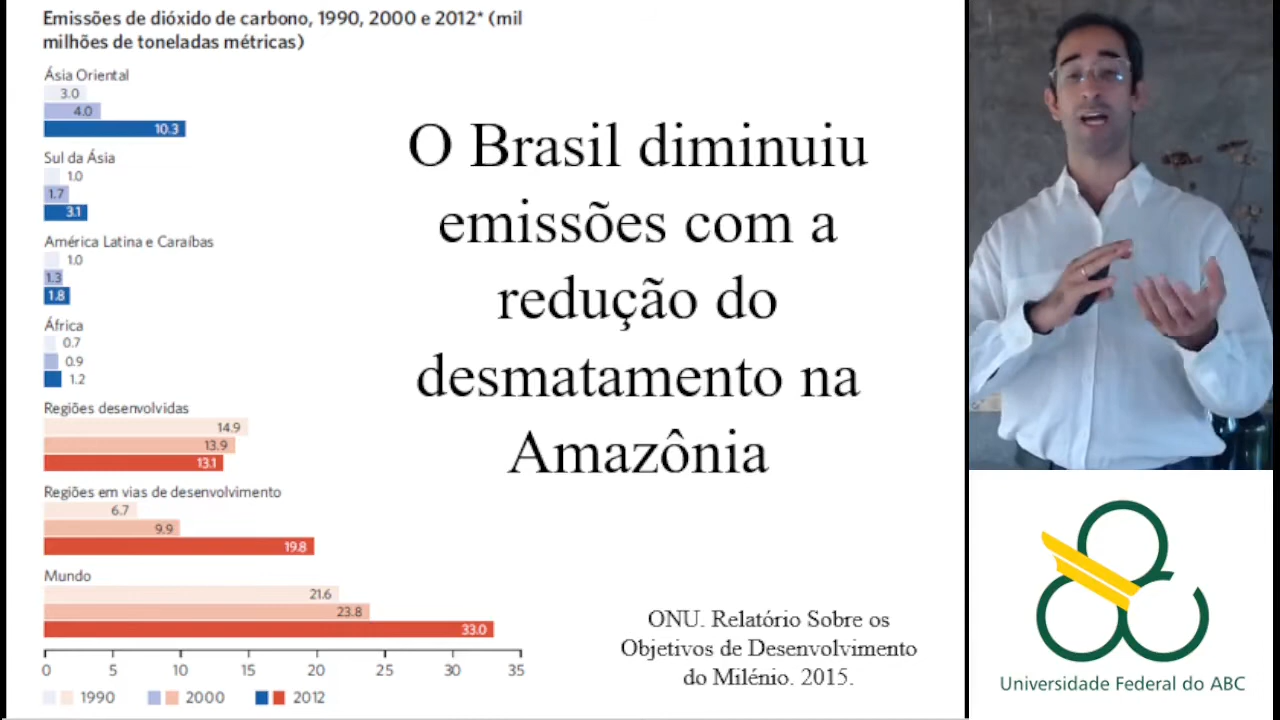 Emissões de dióxido de carbono, 1990, 2000 e 2012* (mil
milhões de toneladas métricas)
Ásia Oriental
3.0
4.0
10.3
Sul da Ásia
1.0
1.7
3.1
América Latina e Caraíbas
1.0
1.3
1.8
África
0.7
0.9
1.2
Regiões desenvolvidas
14.9
13.9
13.1
Regiões em vias de desenvolvimento
6.7
9.9
19.8
Mundo
21.6
23.8
33.0
0 5 10 15 20 25 30 35
1990 2000 2012
O Brasil diminuiu
emissões com a
redução do
desmatamento na
Amazônia
ONU. Relatório Sobre os
Objetivos de Desenvolvimento
do Milénio. 2015.
Universidade Federal do ABC